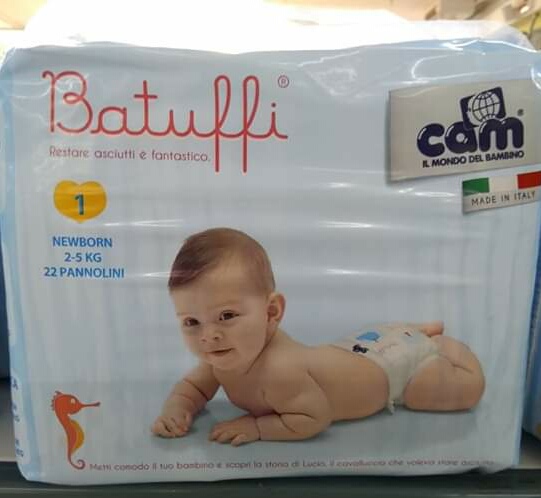 Batuffi®
Restare asciutti e fantastico.
cam®
IL MONDO DEL BAMBINO
MADE IN ITALY
1
NEWBORN
2-5 KG
22 PANNOLINI
Metti comodo il tuo bambino e scopri la storia di Lucio, il cavalluccio che voleva stare asciutto